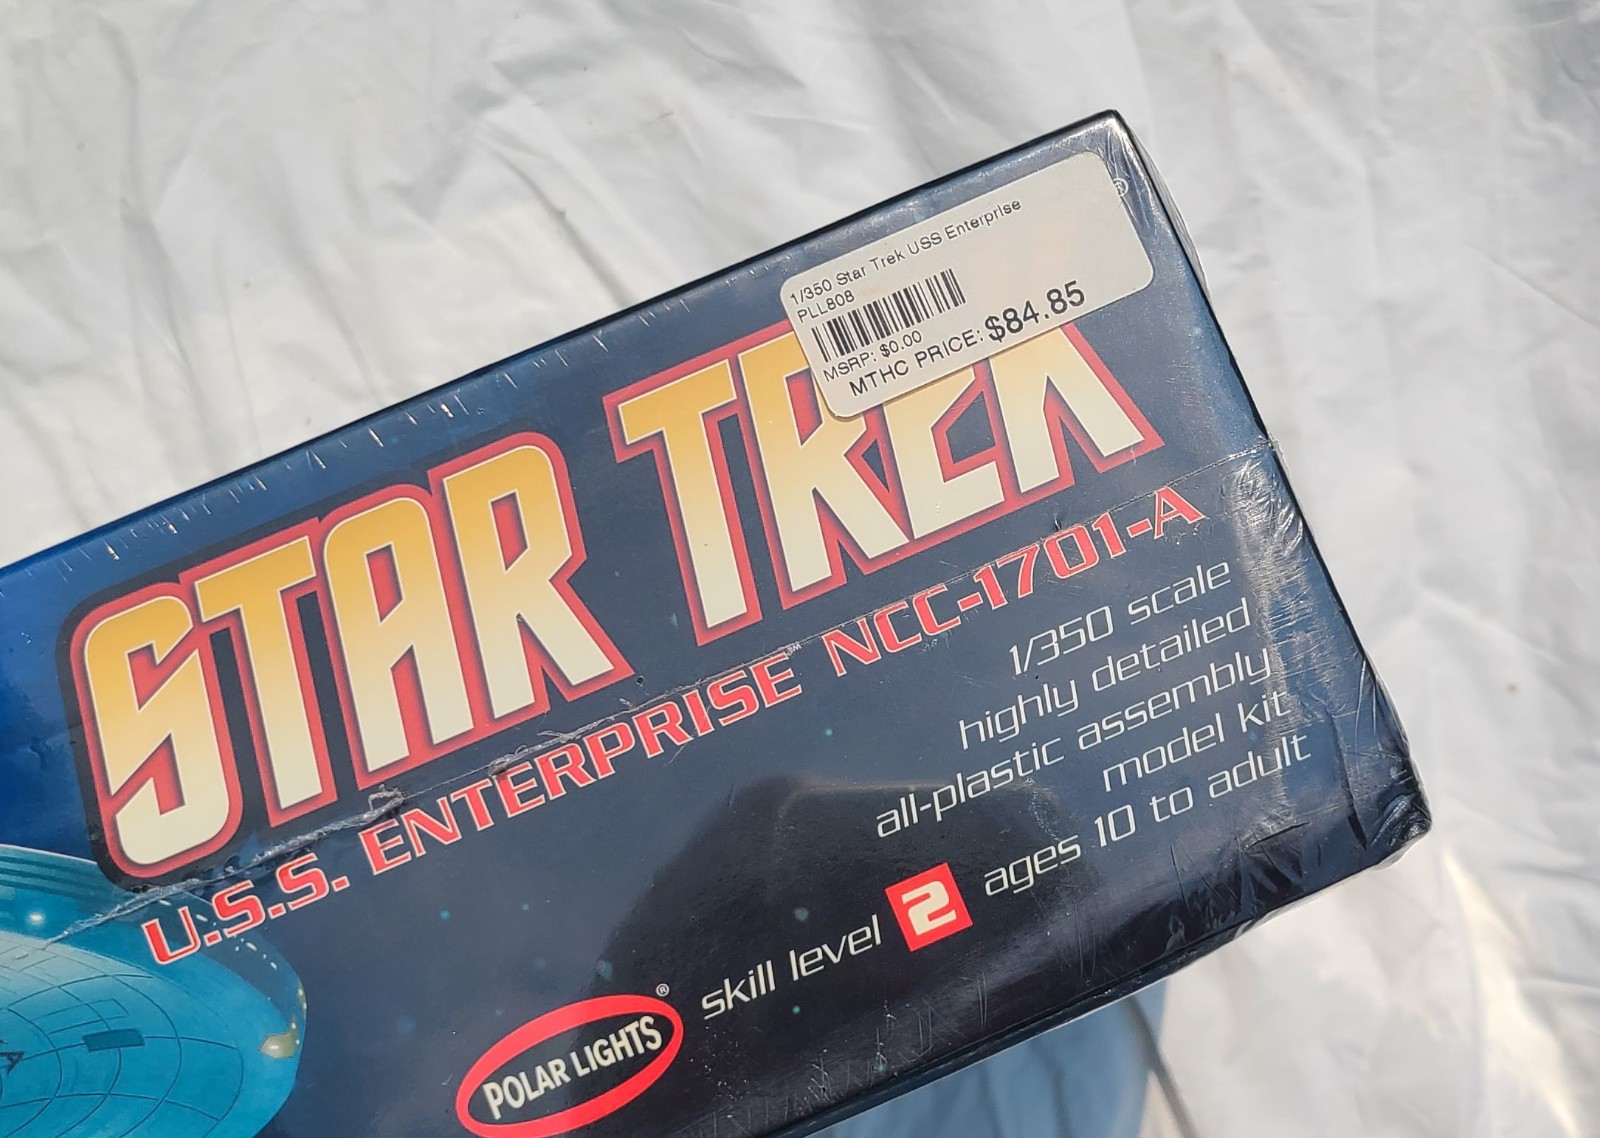 1/350 Star Trek USS Enterprise
PLL808
MSRP: $0.00
MTHC PRICE: $84.85
®
STAR TREK
U.S.S. ENTERPRISE NCC-1701-A
1/350 scale
highly detailed
all-plastic assembly
model kit
skill level 2 ages 10 to adult
POLAR LIGHTS®
A